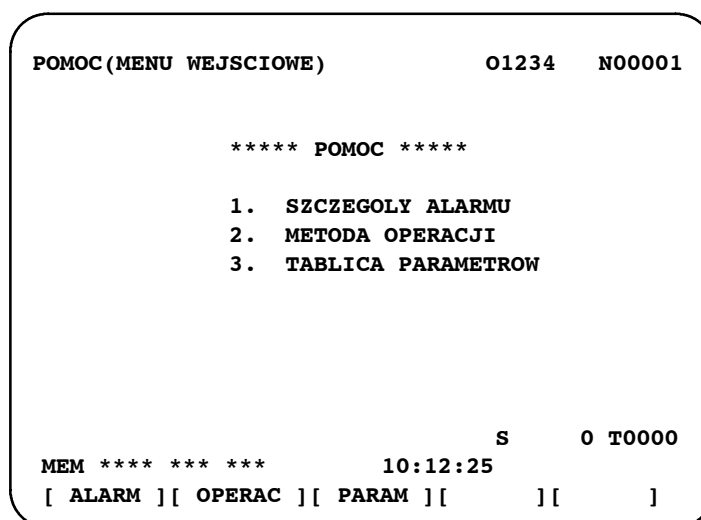 POMOC(MENU WEJSCIOWE) O1234 N00001
***** POMOC *****
1. SZCZEGOLY ALARMU
2. METODA OPERACJI
3. TABLICA PARAMETROW
S 0 T0000
MEM **** *** *** 10:12:25
[ ALARM ][ OPERAC ][ PARAM ][ ][ ]